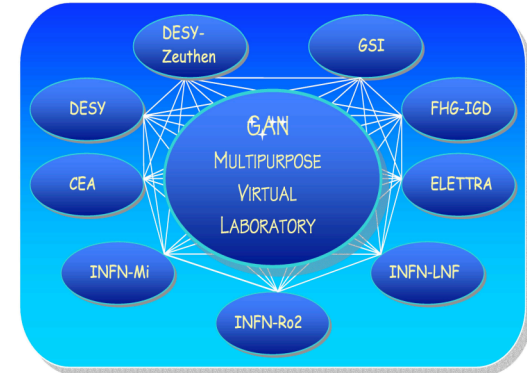 DESY-
Zeuthen
GSI
DESY
FHG-IGD
GAN
MULTIPURPOSE
VIRTUAL
LABORATORY
CEA
ELETTRA
INFN-Mi
INFN-LNF
INFN-Ro2